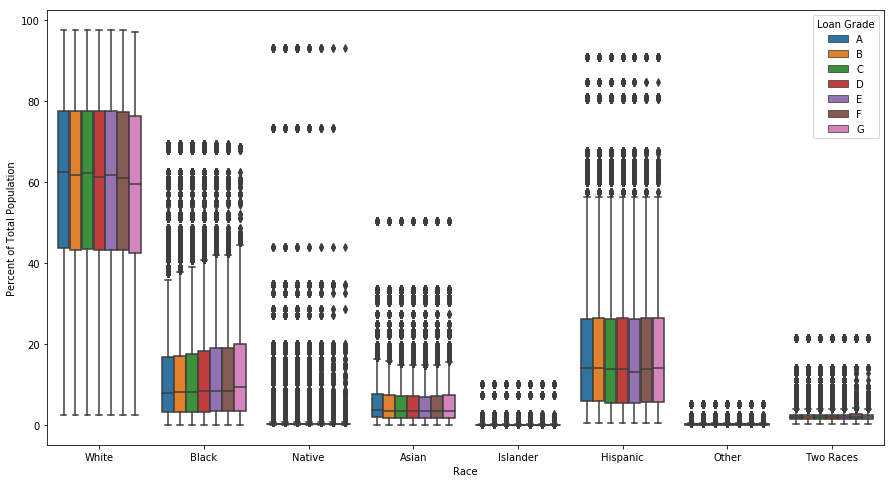 100
80
60
40
20
0
Percent of Total Population
White
Black
Native
Asian
Islander
Hispanic
Other
Two Races
Race
Loan Grade
A
B
C
D
E
F
G